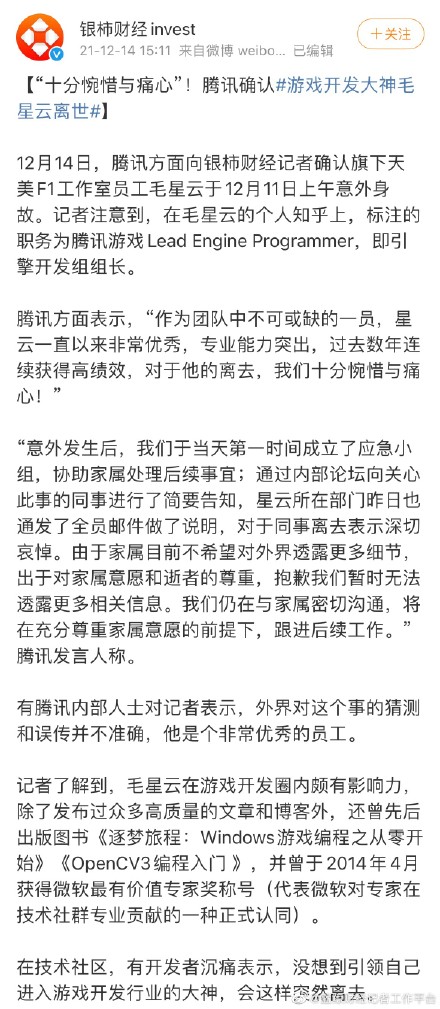 银柿财经invest
21-12-14 15:11 来自微博 weibo... 已编辑
+关注
【“十分惋惜与痛心”！腾讯确认#游戏开发大神毛
星云离世#】
12月14日，腾讯方面向银柿财经记者确认旗下天
美F1工作室员工毛星云于12月11日上午意外身
故。记者注意到，在毛星云的个人知乎上，标注的
职务为腾讯游戏Lead Engine Programmer，即引
擎开发组组长。
腾讯方面表示，“作为团队中不可或缺的一员，星
云一直以来非常优秀，专业能力突出，过去数年连
续获得高绩效，对于他的离去，我们十分惋惜与痛
心！”
“意外发生后，我们于当天第一时间成立了应急小
组，协助家属处理后续事宜；通过内部论坛向关心
此事的同事进行了简要告知，星云所在部门昨日也
通发了全员邮件做了说明，对于同事离去表示深切
哀悼。由于家属目前不希望对外界透露更多细节，
出于对家属意愿和逝者的尊重，抱歉我们暂时无法
透露更多相关信息。我们仍在与家属密切沟通，将
在充分尊重家属意愿的前提下，跟进后续工作。”
腾讯发言人称。
有腾讯内部人士对记者表示，外界对这个事的猜测
和误传并不准确，他是个非常优秀的员工。
记者了解到，毛星云在游戏开发圈内颇有影响力，
除了发布过众多高质量的文章和博客外，还曾先后
出版图书《逐梦旅程：Windows游戏编程之从零开
始》《OpenCV3编程入门 》，并曾于2014年4月
获得微软最有价值专家奖称号（代表微软对专家在
技术社群专业贡献的一种正式认同）。
在技术社区，有开发者沉痛表示，没想到引领自己
进入游戏开发行业的大神，会这样突然离去。